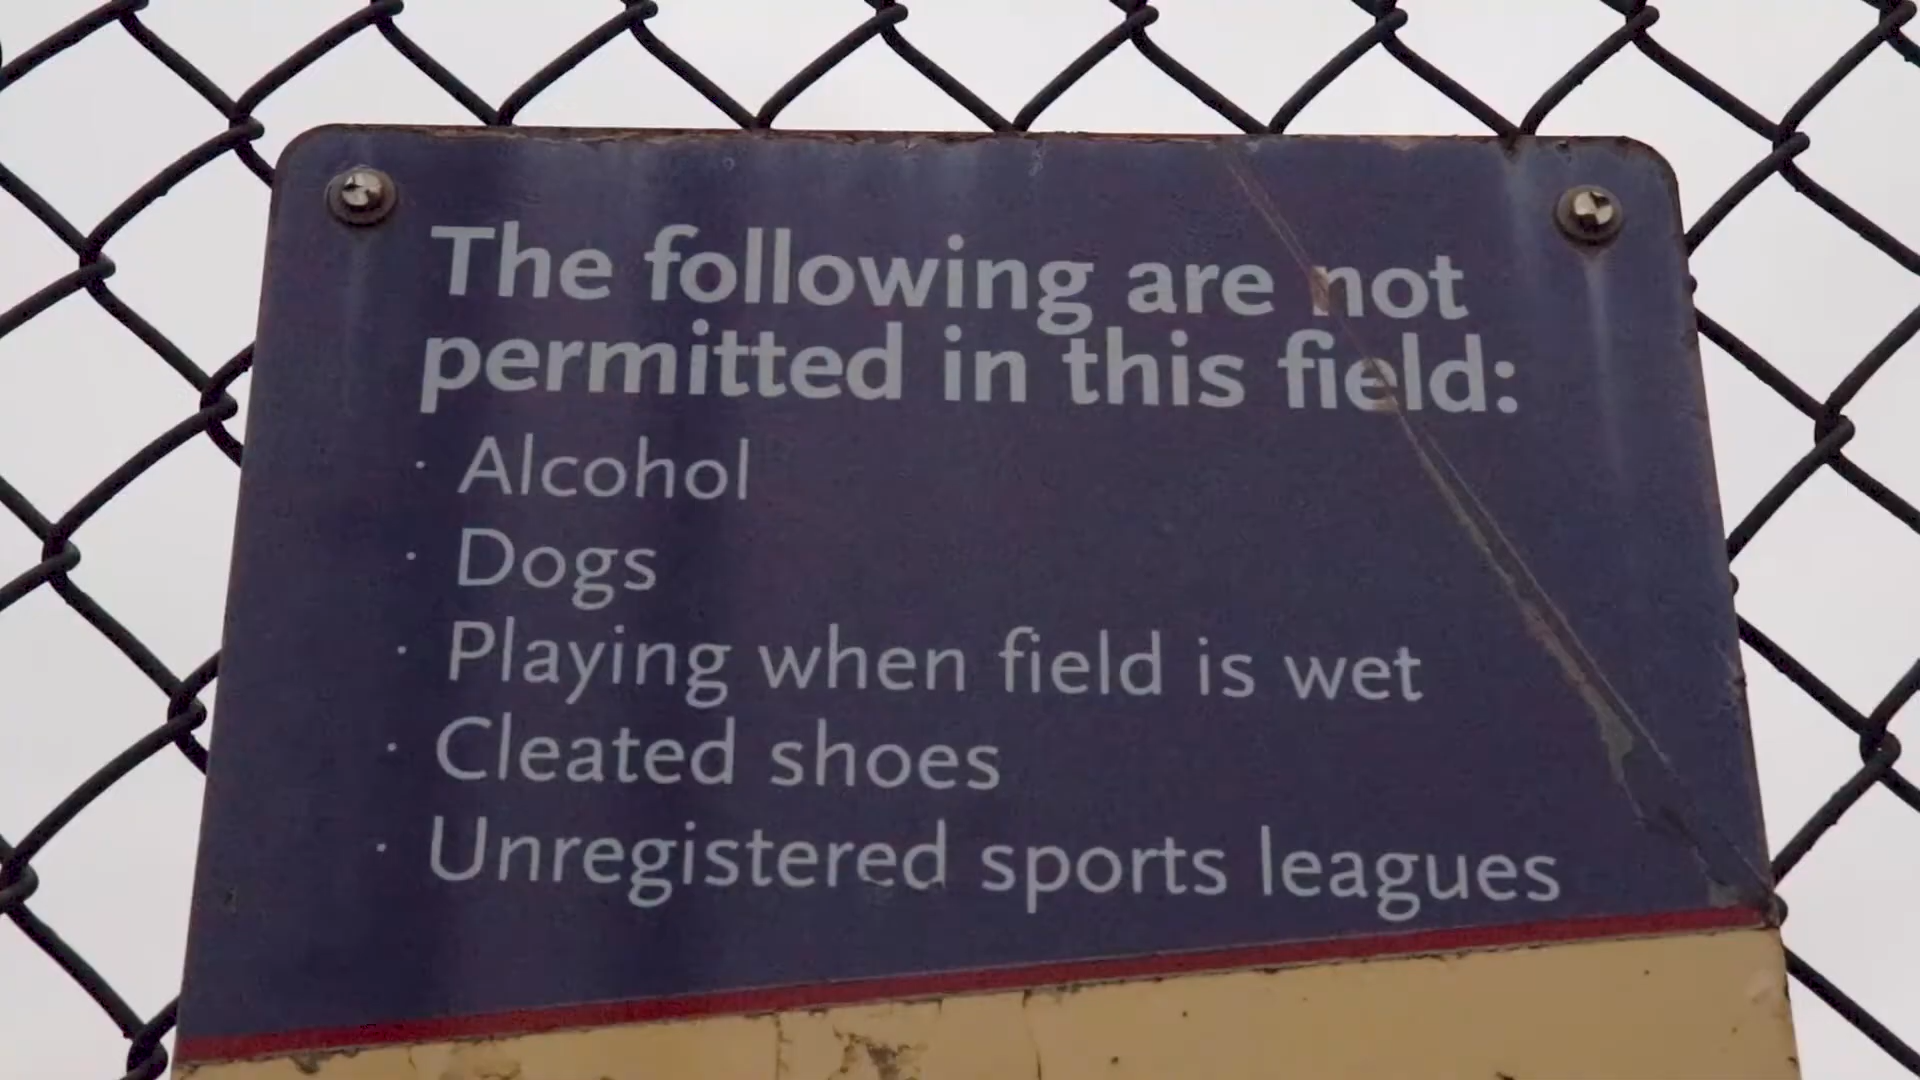 The following are not
permitted in this field:
· Alcohol
· Dogs
· Playing when field is wet
· Cleated shoes
· Unregistered sports leagues